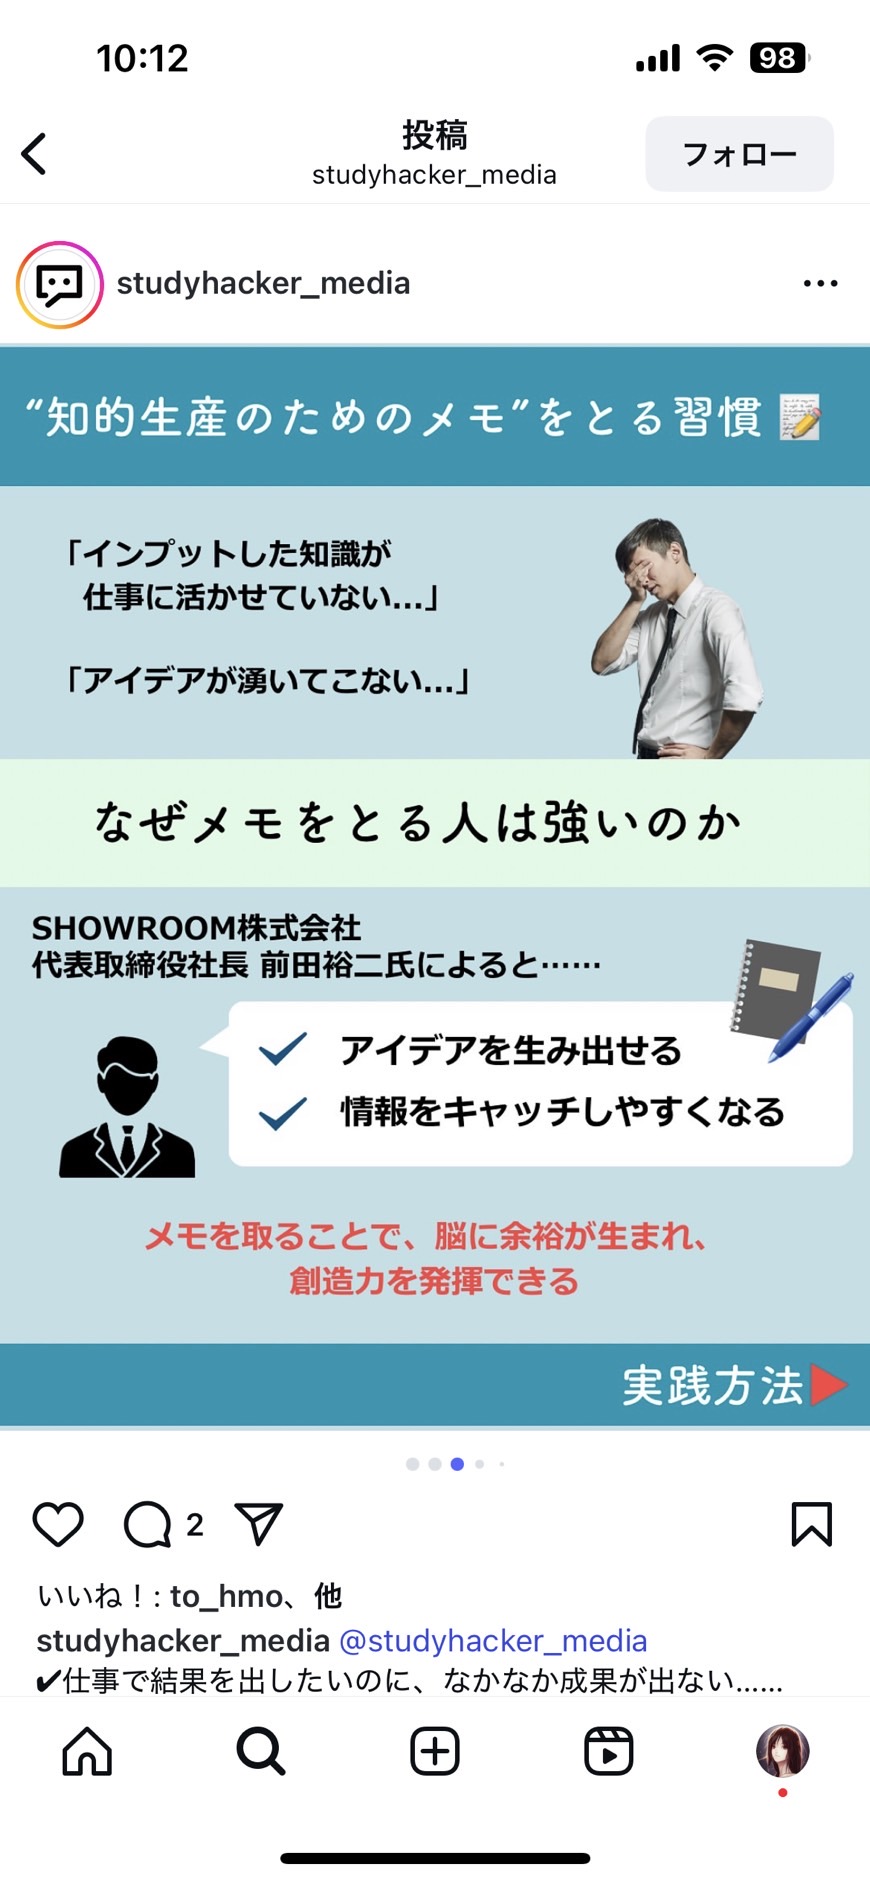 10:12
98
投稿
studyhacker_media
フォロー
studyhacker_media
“知的生産のためのメモ”をとる習慣
「インプットした知識が
仕事に活かせていない…」
「アイデアが湧いてこない…」
なぜメモをとる人は強いのか
SHOWROOM株式会社
代表取締役社長 前田裕二氏によると……
アイデアを生み出せる
情報をキャッチしやすくなる
メモを取ることで、脳に余裕が生まれ、
創造力を発揮できる
実践方法
2
いいね！: to_hmo、他
studyhacker_media @studyhacker_media
✔仕事で結果を出したいのに、なかなか成果が出ない……